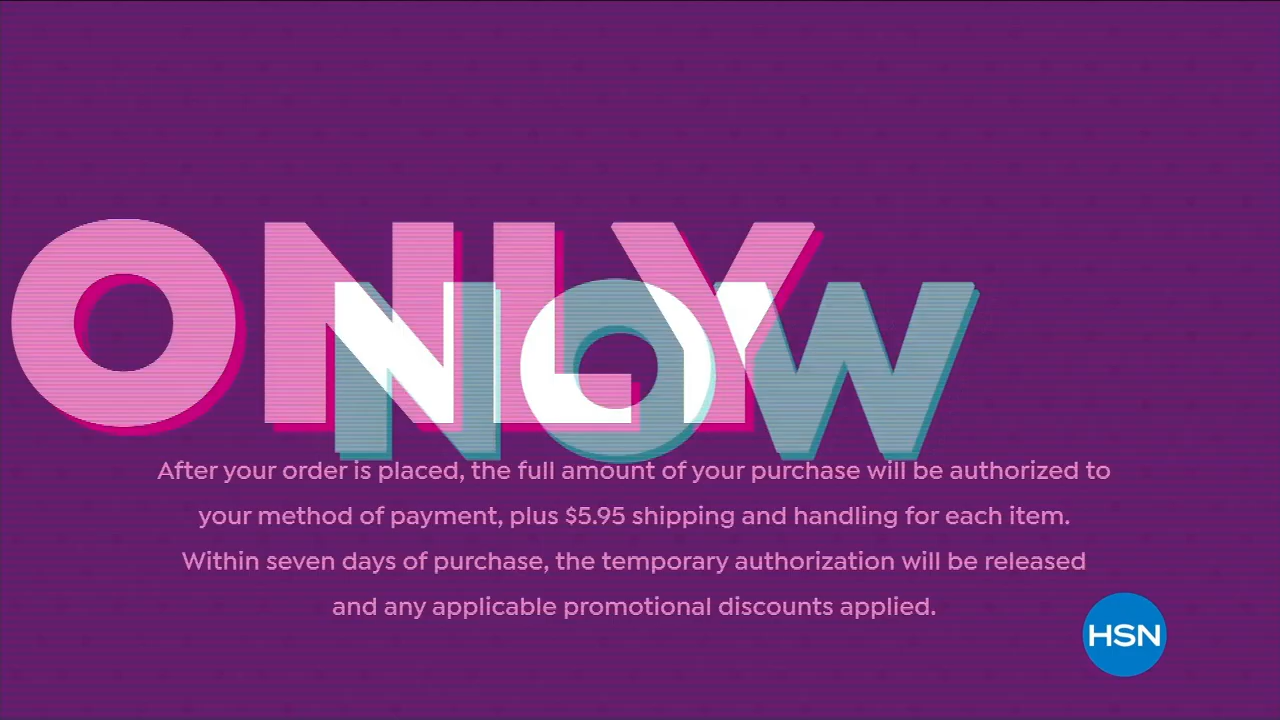 ONLY
NOW
After your order is placed, the full amount of your purchase will be authorized to
your method of payment, plus $5.95 shipping and handling for each item.
Within seven days of purchase, the temporary authorization will be released
and any applicable promotional discounts applied.
HSN